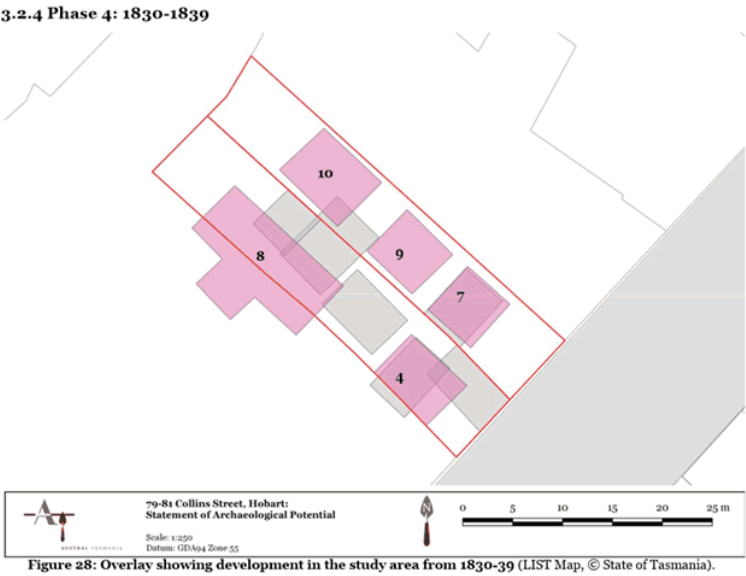 3.2.4 Phase 4: 1830-1839
10
8
9
7
4
A T
AUSTRAL TASMANIA
79-81 Collins Street, Hobart:
Statement of Archaeological Potential
Scale: 1:250
Datum: GDA94 Zone 55
N
0 5 10 15 20 25 m
Figure 28: Overlay showing development in the study area from 1830-39 (LIST Map, © State of Tasmania).